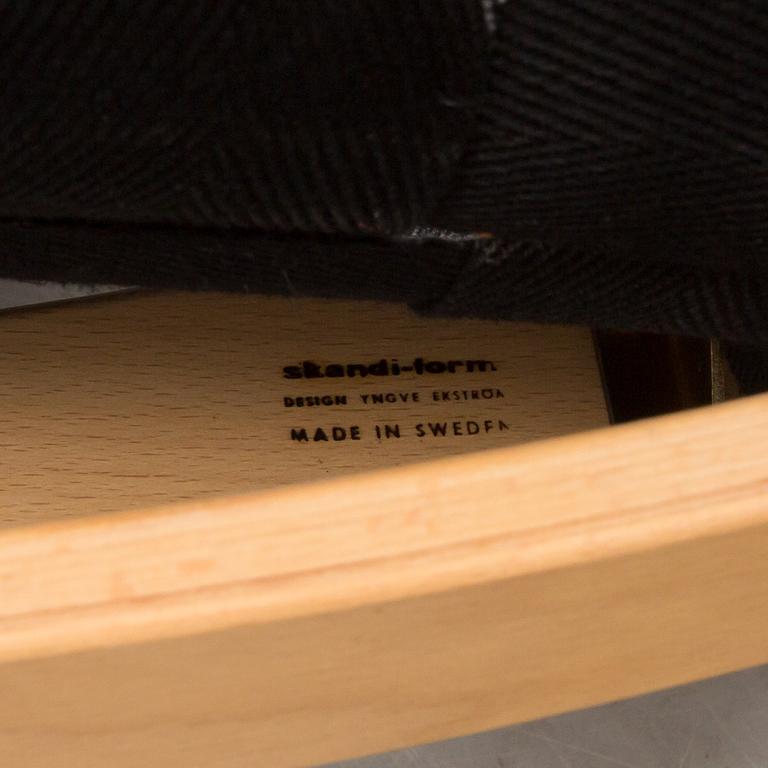 skandi-form
DESIGN YNGVE EKSTRÖM
MADE IN SWEDEN